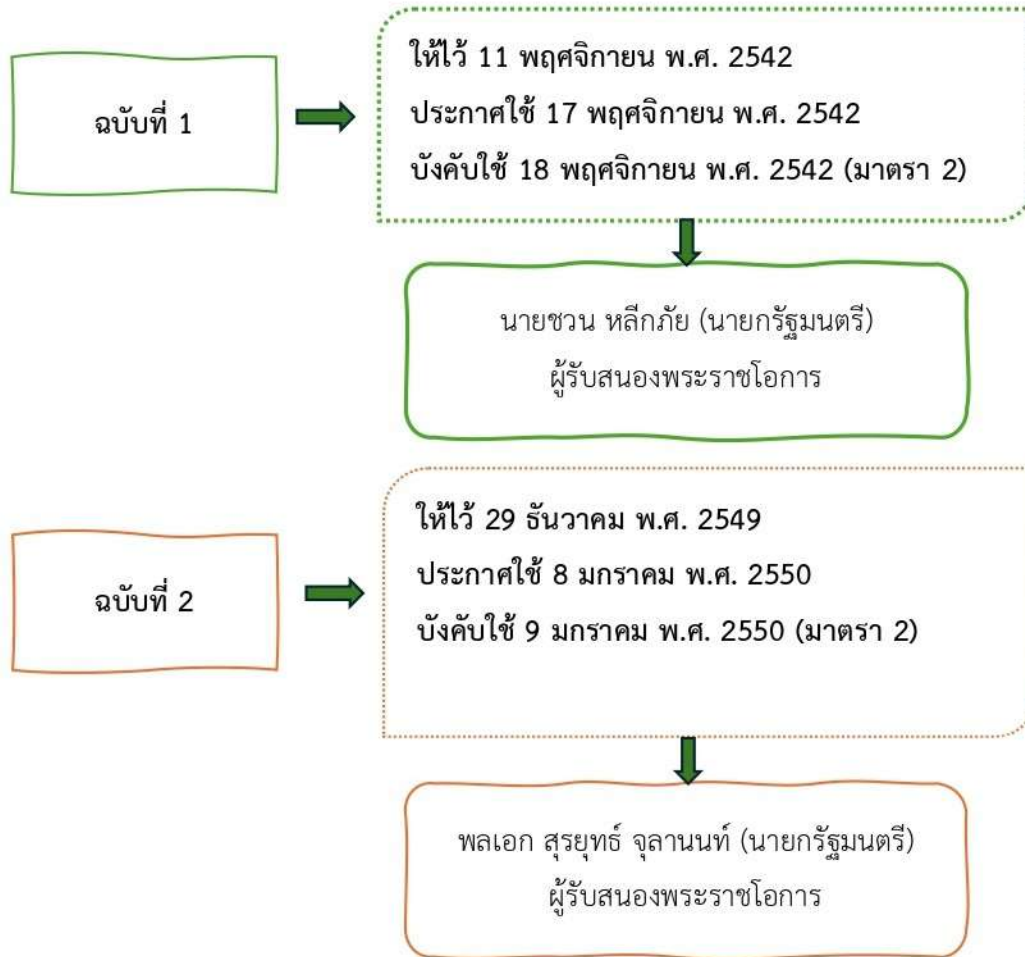 ฉบับที่ 1
ให้ไว้ 11 พฤศจิกายน พ.ศ. 2542
ประกาศใช้ 17 พฤศจิกายน พ.ศ. 2542
บังคับใช้ 18 พฤศจิกายน พ.ศ. 2542 (มาตรา 2)
นายชวน หลีกภัย (นายกรัฐมนตรี)
ผู้รับสนองพระราชโอการ
ฉบับที่ 2
ให้ไว้ 29 ธันวาคม พ.ศ. 2549
ประกาศใช้ 8 มกราคม พ.ศ. 2550
บังคับใช้ 9 มกราคม พ.ศ. 2550 (มาตรา 2)
พลเอก สุรยุทธ์ จุลานนท์ (นายกรัฐมนตรี)
ผู้รับสนองพระราชโอการ